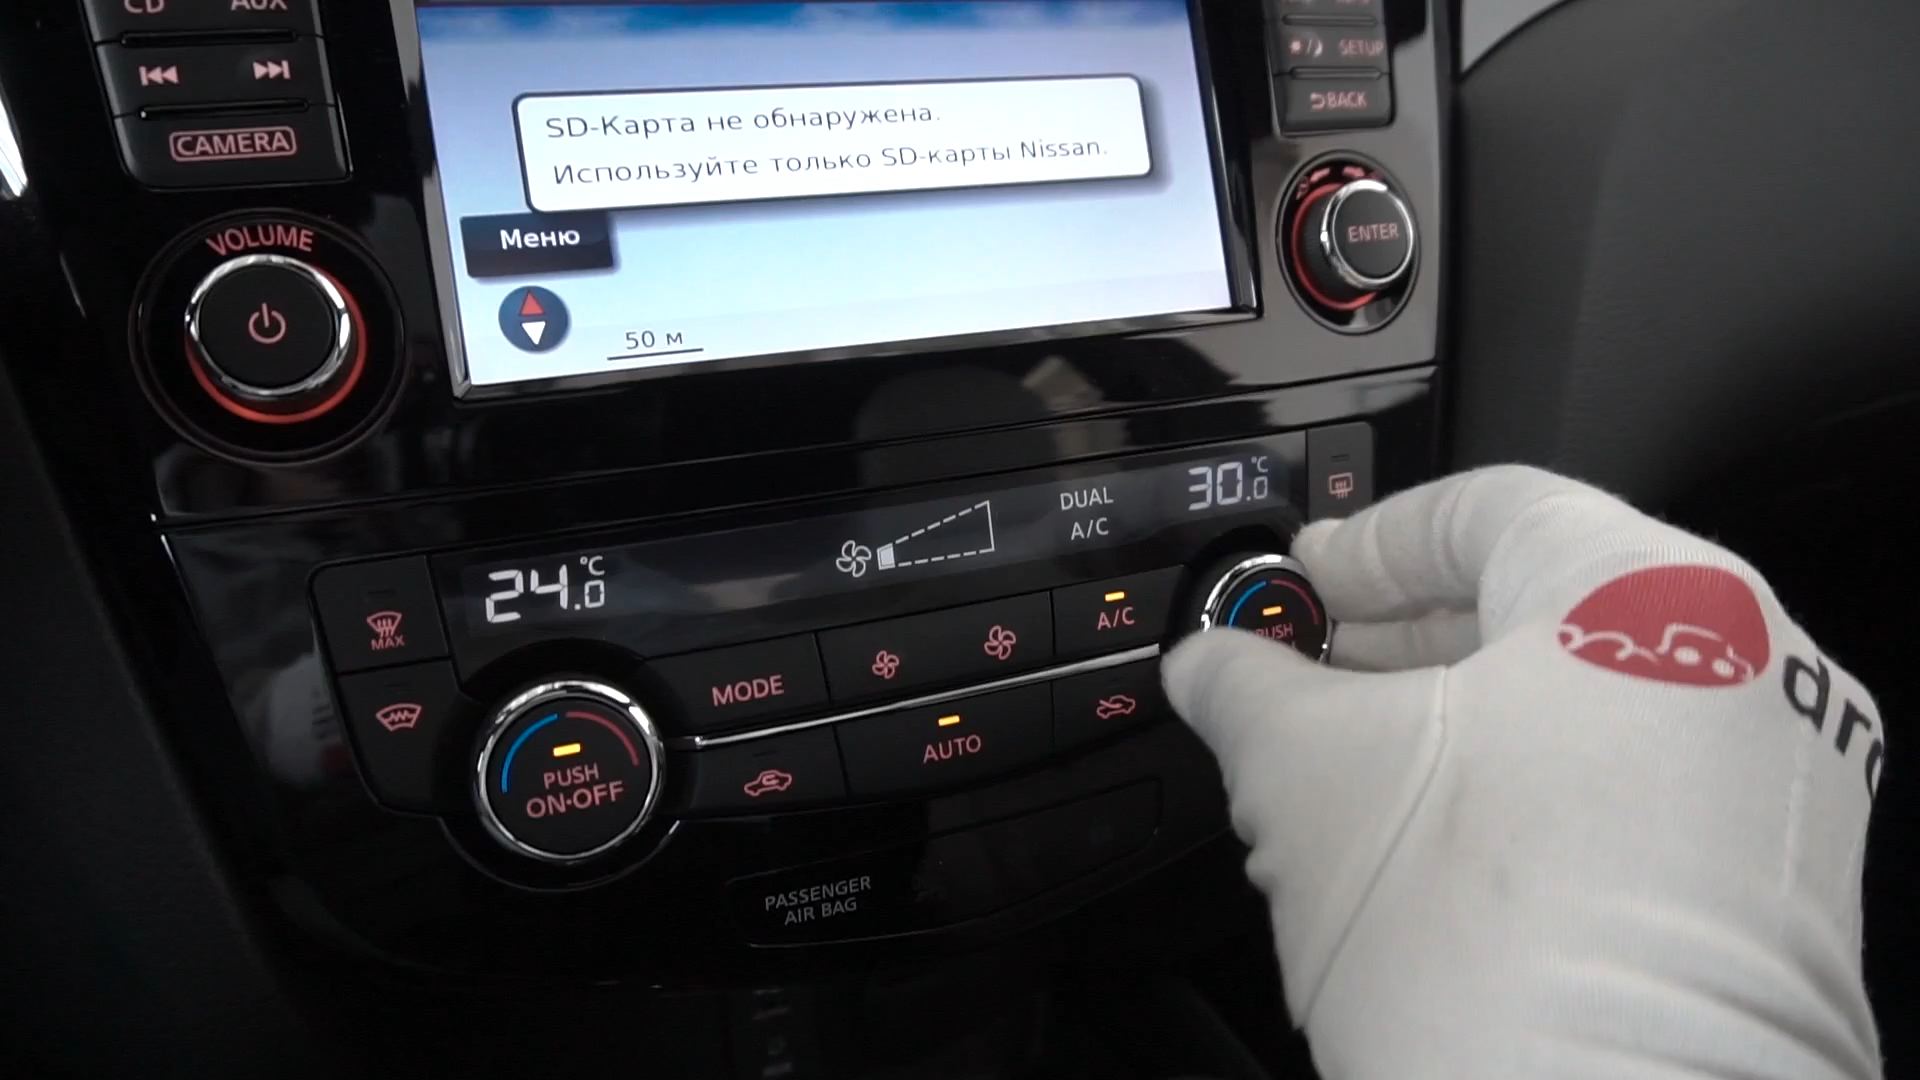 CD AUX
CAMERA
VOLUME
SD-Карта не обнаружена.
Используйте только SD-карты Nissan.
Меню
50 м
SETUP
BACK
ENTER
24.0 °C
DUAL
A/C
30.0 °C
MAX
MODE
A/C
AUTO
PUSH
ON·OFF
PUSH
PASSENGER
AIR BAG